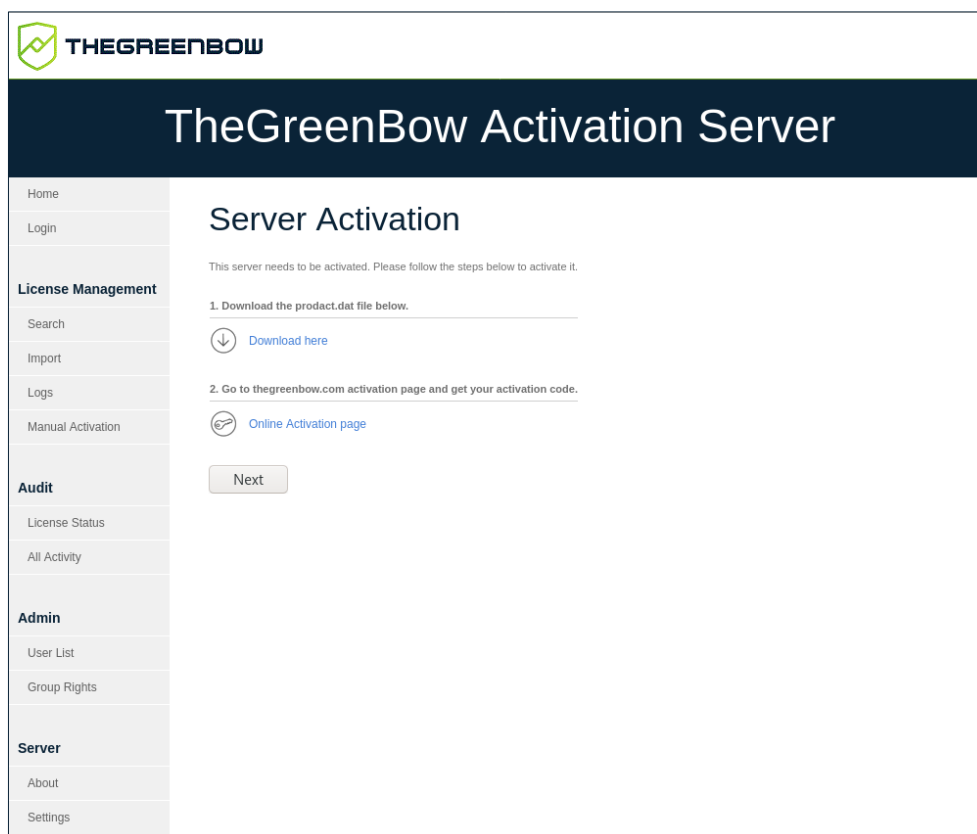 THEGREENBOW
TheGreenBow Activation Server
Home
Login
License Management
Search
Import
Logs
Manual Activation
Audit
License Status
All Activity
Admin
User List
Group Rights
Server
About
Settings
Server Activation
This server needs to be activated. Please follow the steps below to activate it.
1. Download the prodact.dat file below.
Download here
2. Go to thegreenbow.com activation page and get your activation code.
Online Activation page
Next